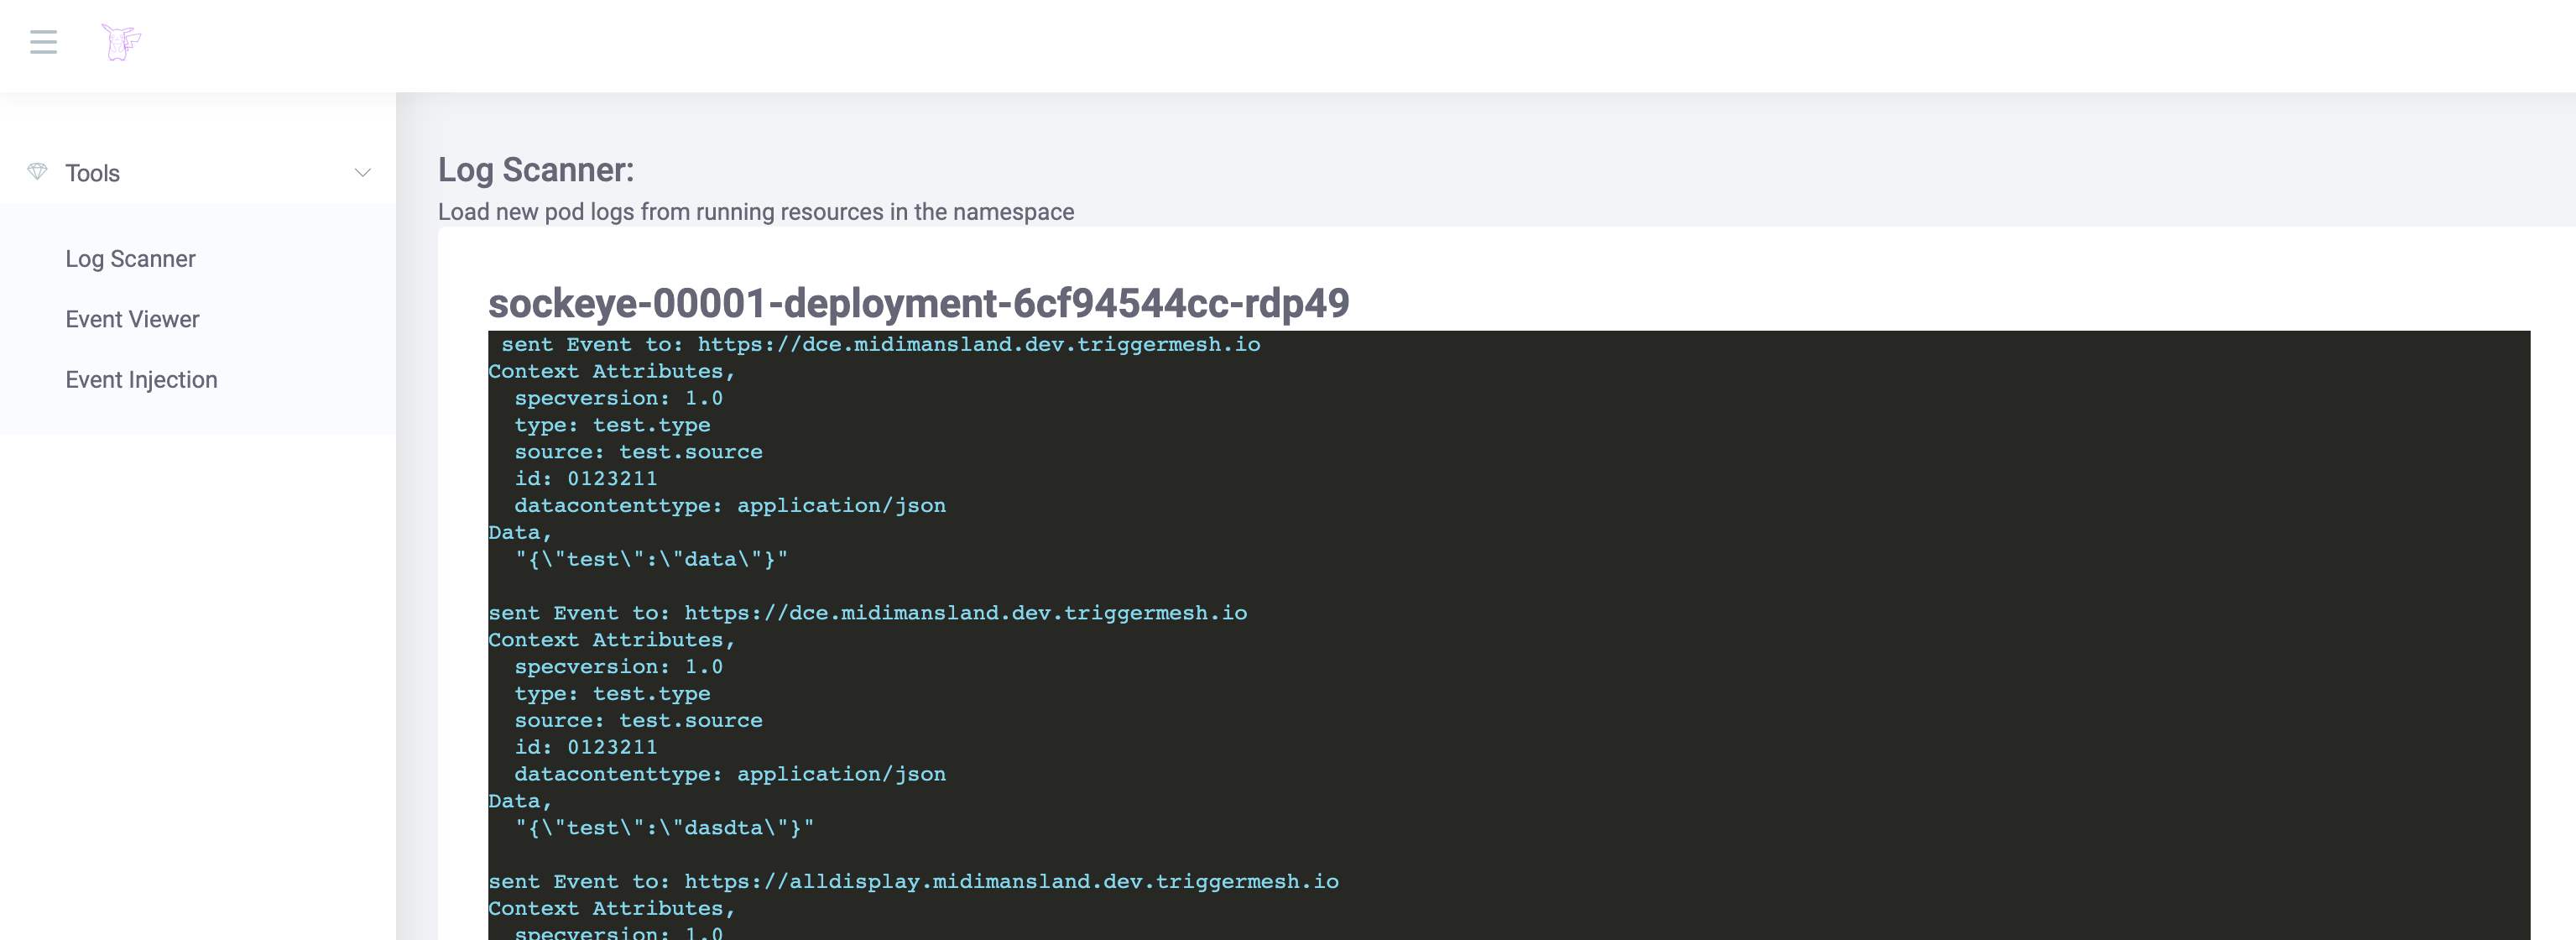 Tools
Log Scanner
Event Viewer
Event Injection
Log Scanner:
Load new pod logs from running resources in the namespace
sockeye-00001-deployment-6cf94544cc-rdp49
sent Event to: https://dce.midimansland.dev.triggermesh.io
Context Attributes,
specversion: 1.0
type: test.type
source: test.source
id: 0123211
datacontenttype: application/json
Data,
"{\"test\":\"data\"}"
sent Event to: https://dce.midimansland.dev.triggermesh.io
Context Attributes,
specversion: 1.0
type: test.type
source: test.source
id: 0123211
datacontenttype: application/json
Data,
"{\"test\":\"dasdta\"}"
sent Event to: https://alldisplay.midimansland.dev.triggermesh.io
Context Attributes,
specversion: 1.0